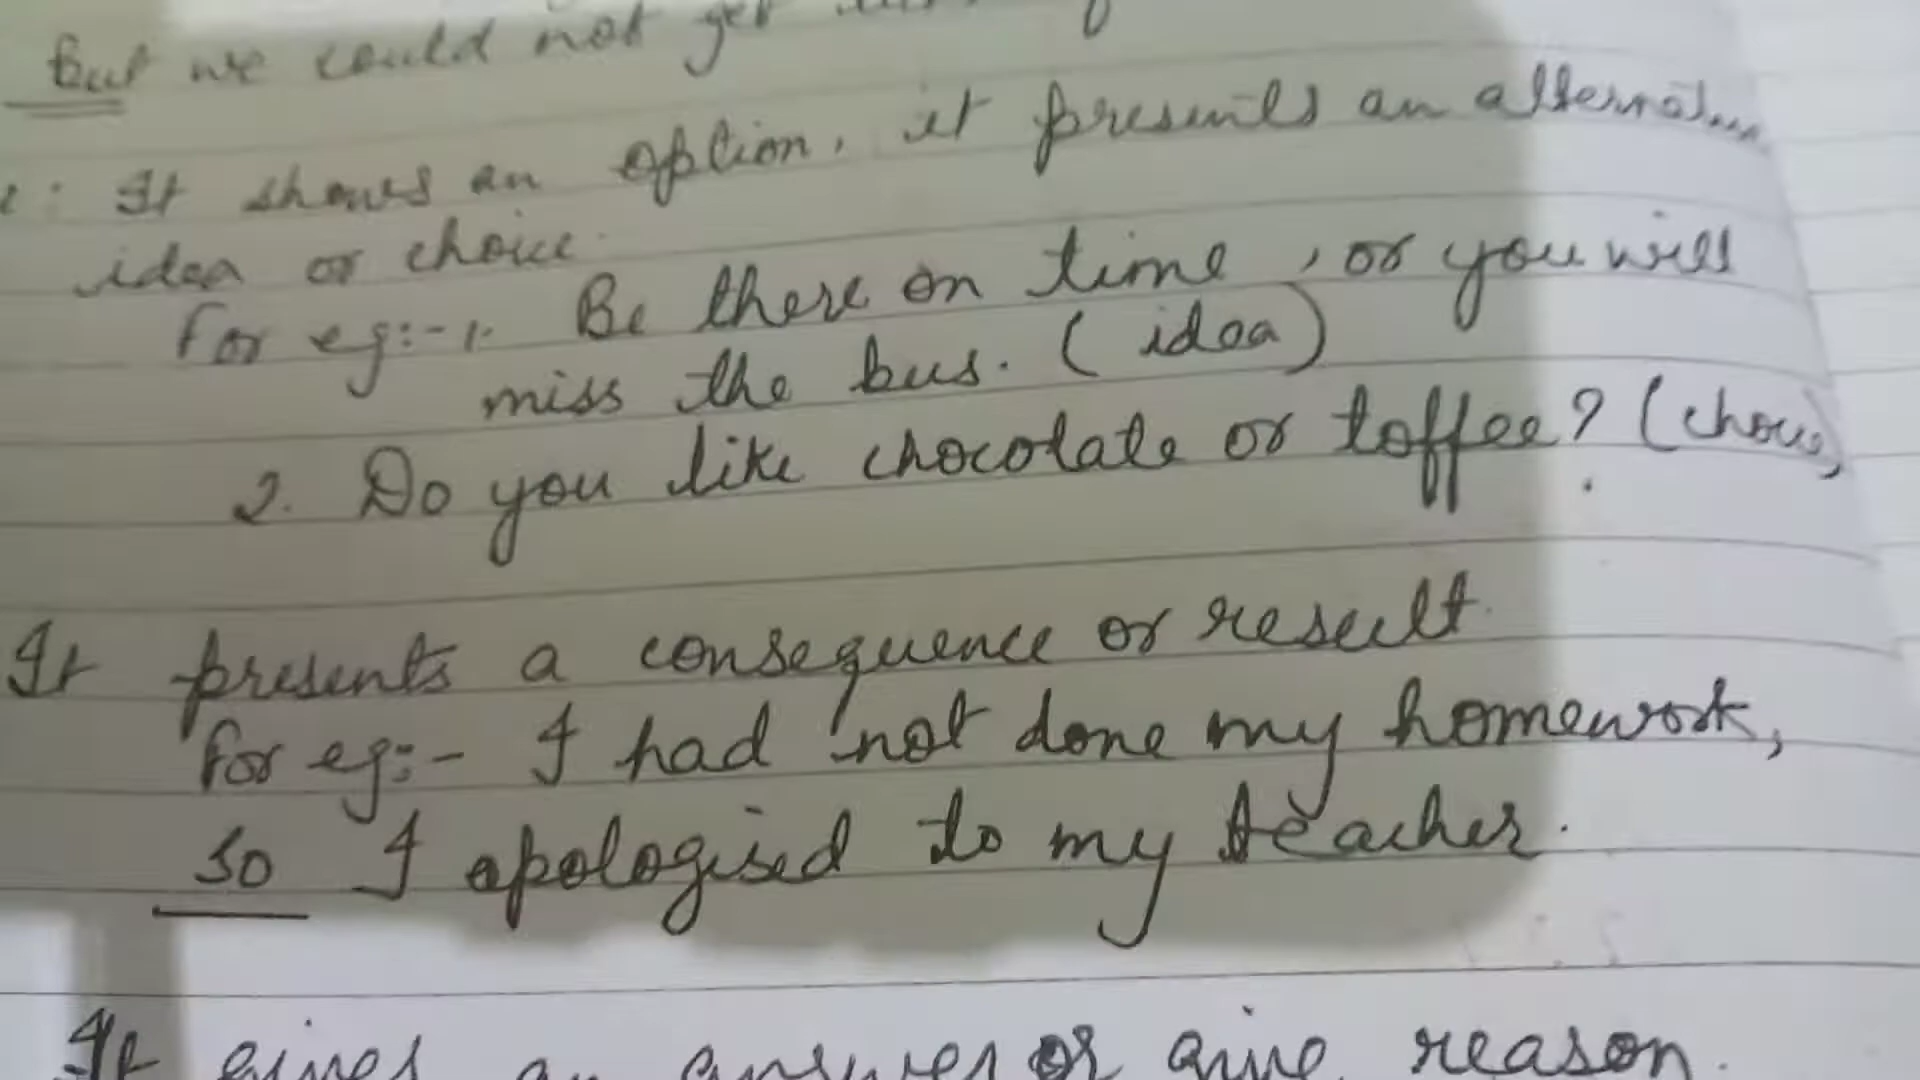 but we could not get
: It shows an option, it presents an
idea or choice.
For eg:-1. Be there on time, or you will
miss the bus. (idea)
2. Do you like chocolate or toffee? (
It presents a consequence or result.
For eg:- I had not done my homework,
so I apologised to my teacher.
It gives an answer or give reason.